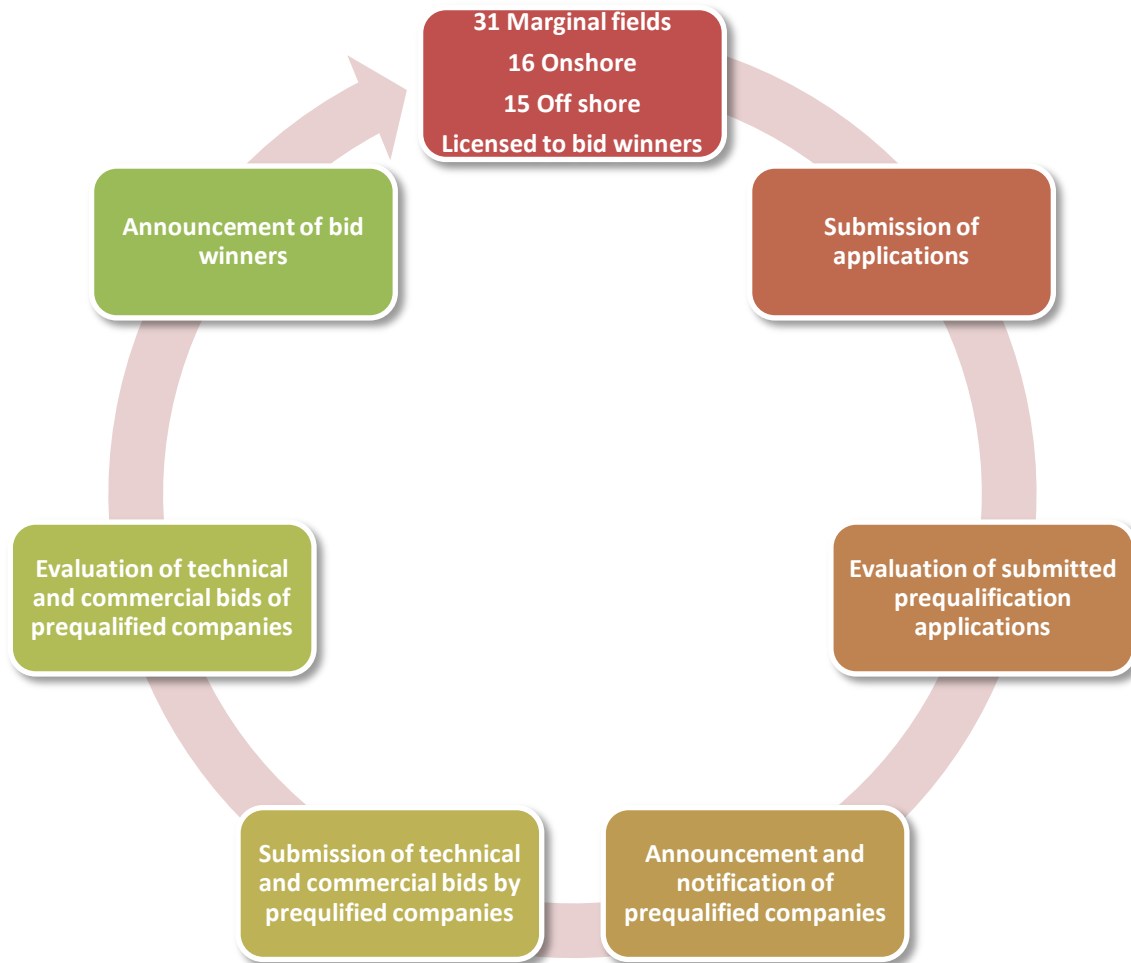 31 Marginal fields
16 Onshore
15 Off shore
Licensed to bid winners
Submission of
applications
Evaluation of submitted
prequalification
applications
Announcement and
notification of
prequalified companies
Submission of technical
and commercial bids by
prequlified companies
Evaluation of technical
and commercial bids of
prequalified companies
Announcement of bid
winners